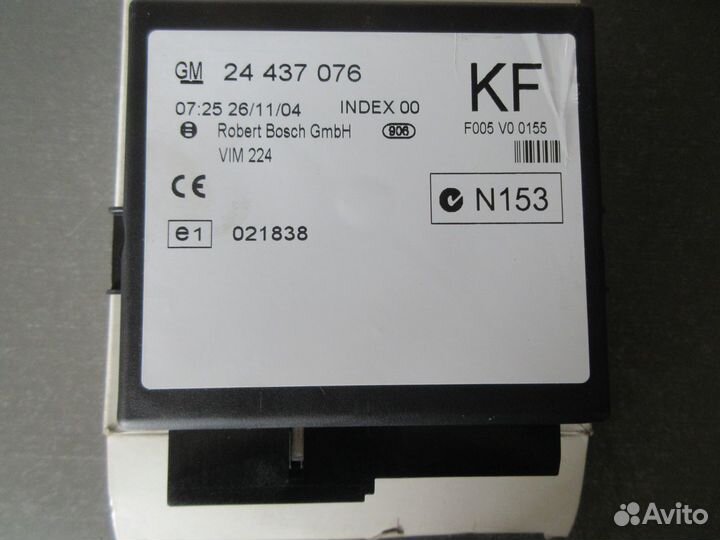 GM 24 437 076
KF
07:25 26/11/04 INDEX 00
F005 V0 0155
Robert Bosch GmbH 906
VIM 224
CE
N153
e1 021838
Avito